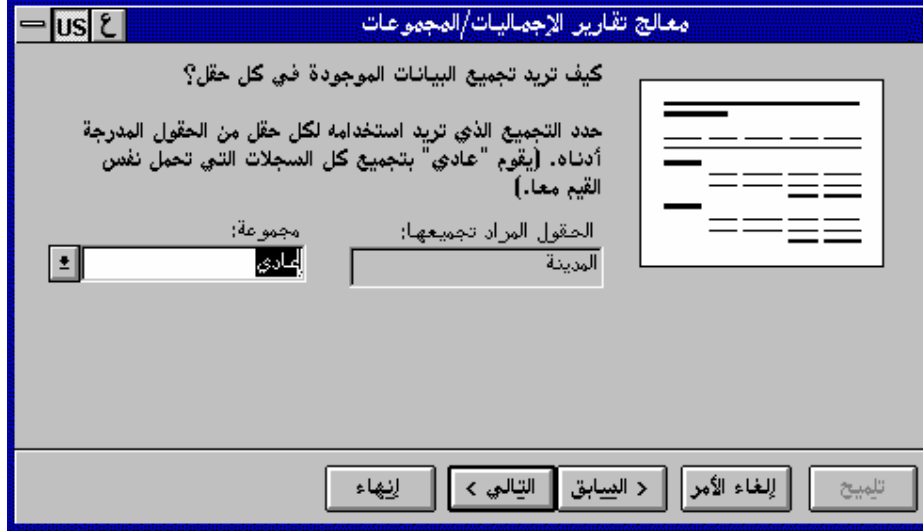 معالج تقارير الإجماليات/المجموعات
ع
US
كيف تريد تجميع البيانات الموجودة في كل حقل؟
حدد التجميع الذي تريد استخدامه لكل حقل من الحقول المدرجة
أدناه. (يقوم "عادي" بتجميع كل السجلات التي تحمل نفس
القيم معا.)
الحقول المراد تجميعها:
مجموعة:
المدينة
عادي
تلميح
إلغاء الأمر
< السابق
التالي >
إنهاء